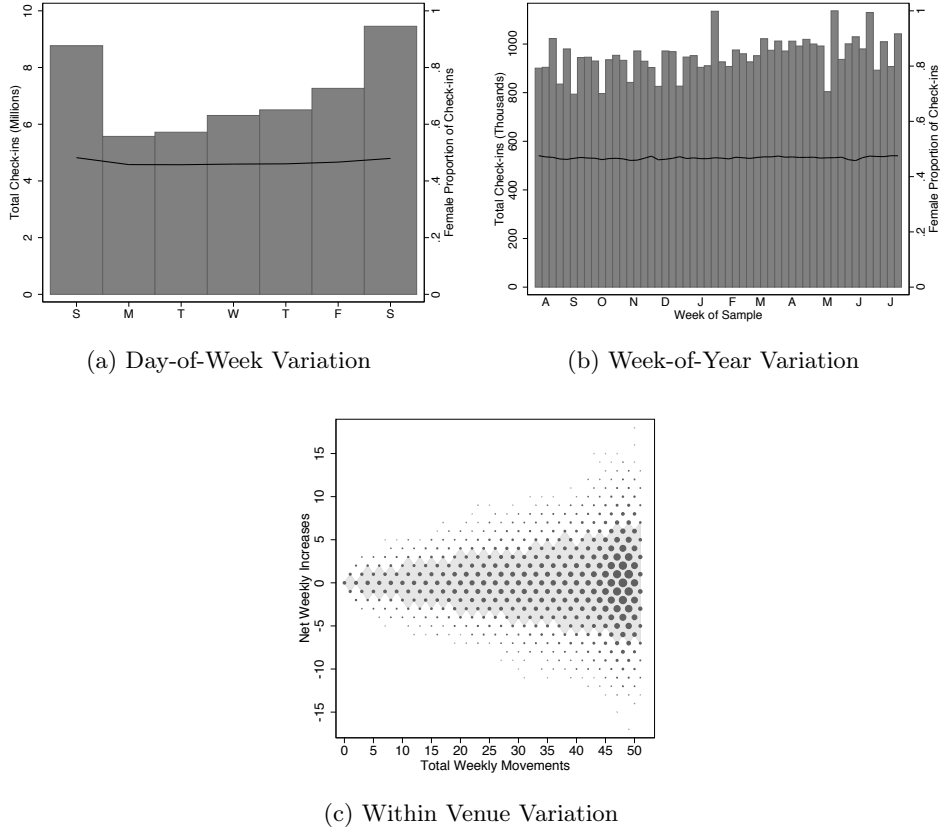 Total Check-ins (Millions)
0 2 4 6 8 10
Female Proportion of Check-ins
0 .2 .4 .6 .8 1
S M T W T F S
(a) Day-of-Week Variation
Total Check-ins (Thousands)
0 200 400 600 800 1000
Female Proportion of Check-ins
0 .2 .4 .6 .8 1
A S O N D J F M A M J J
Week of Sample
(b) Week-of-Year Variation
Net Weekly Increases
-15 -10 -5 0 5 10 15
0 5 10 15 20 25 30 35 40 45 50
Total Weekly Movements
(c) Within Venue Variation